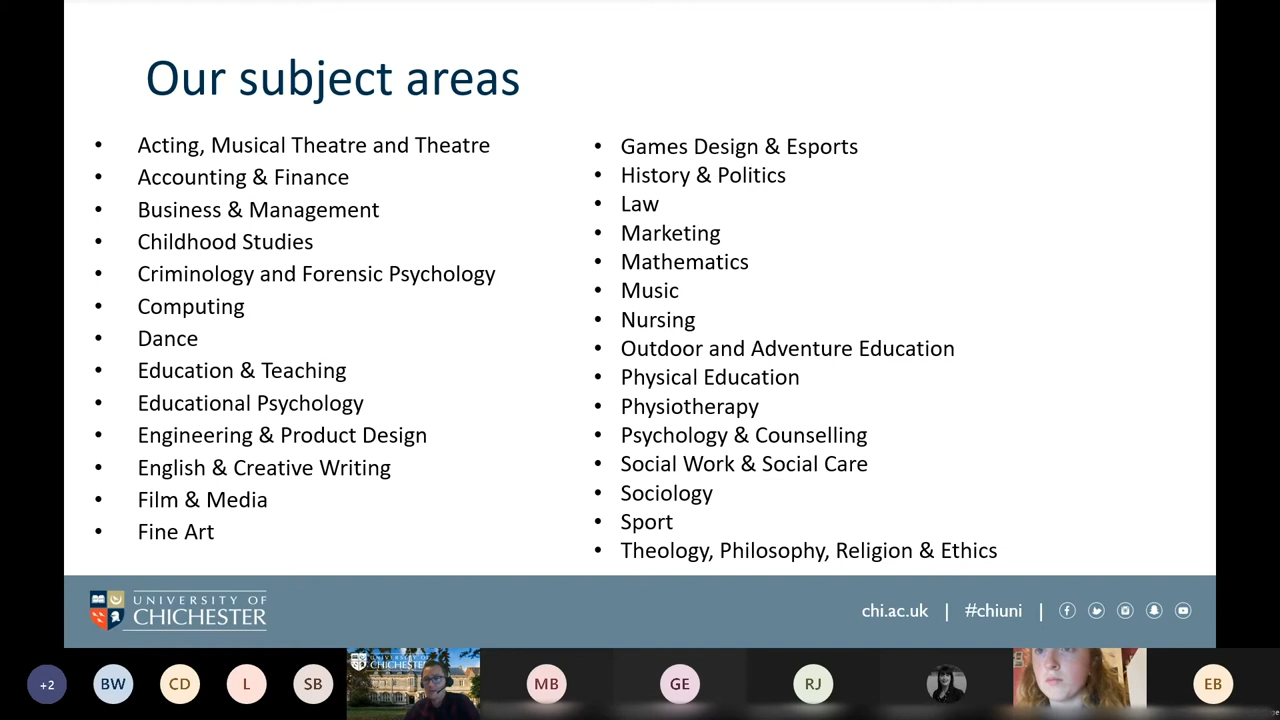 Our subject areas
• Acting, Musical Theatre and Theatre
• Accounting & Finance
• Business & Management
• Childhood Studies
• Criminology and Forensic Psychology
• Computing
• Dance
• Education & Teaching
• Educational Psychology
• Engineering & Product Design
• English & Creative Writing
• Film & Media
• Fine Art
• Games Design & Esports
• History & Politics
• Law
• Marketing
• Mathematics
• Music
• Nursing
• Outdoor and Adventure Education
• Physical Education
• Physiotherapy
• Psychology & Counselling
• Social Work & Social Care
• Sociology
• Sport
• Theology, Philosophy, Religion & Ethics
UNIVERSITY OF
CHICHESTER
chi.ac.uk | #chiuni |
+2
BW
CD
L
SB
UNIVERSITY OF
CHICHESTER
MB
GE
RJ
EB